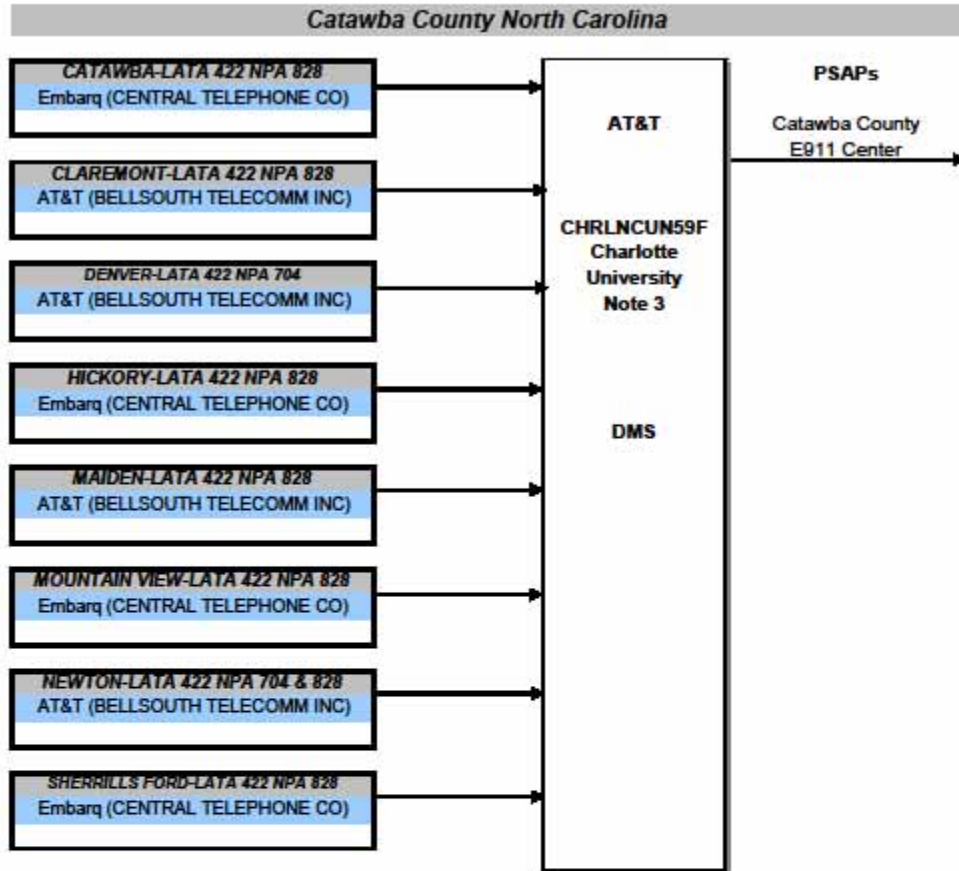 Catawba County North Carolina
CATAWBA-LATA 422 NPA 828
Embarq (CENTRAL TELEPHONE CO)
CLAREMONT-LATA 422 NPA 828
AT&T (BELLSOUTH TELECOMM INC)
DENVER-LATA 422 NPA 704
AT&T (BELLSOUTH TELECOMM INC)
HICKORY-LATA 422 NPA 828
Embarq (CENTRAL TELEPHONE CO)
MAIDEN-LATA 422 NPA 828
AT&T (BELLSOUTH TELECOMM INC)
MOUNTAIN VIEW-LATA 422 NPA 828
Embarq (CENTRAL TELEPHONE CO)
NEWTON-LATA 422 NPA 704 & 828
AT&T (BELLSOUTH TELECOMM INC)
SHERRILLS FORD-LATA 422 NPA 828
Embarq (CENTRAL TELEPHONE CO)
AT&T
CHRLNCUN59F
Charlotte
University
Note 3
DMS
PSAPs
Catawba County
E911 Center